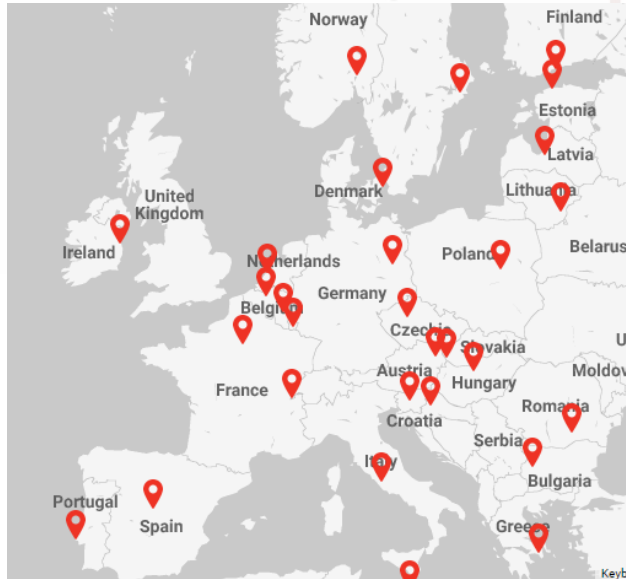 Norway
Finland
Estonia
Latvia
Denmark
Lithuania
United
Kingdom
Ireland
Netherlands
Poland
Belarus
Belgium
Germany
Czechia
Slovakia
U
Austria
Moldov
France
Hungary
Romania
Croatia
Serbia
Italy
Bulgaria
Portugal
Spain
Greece
Keyb